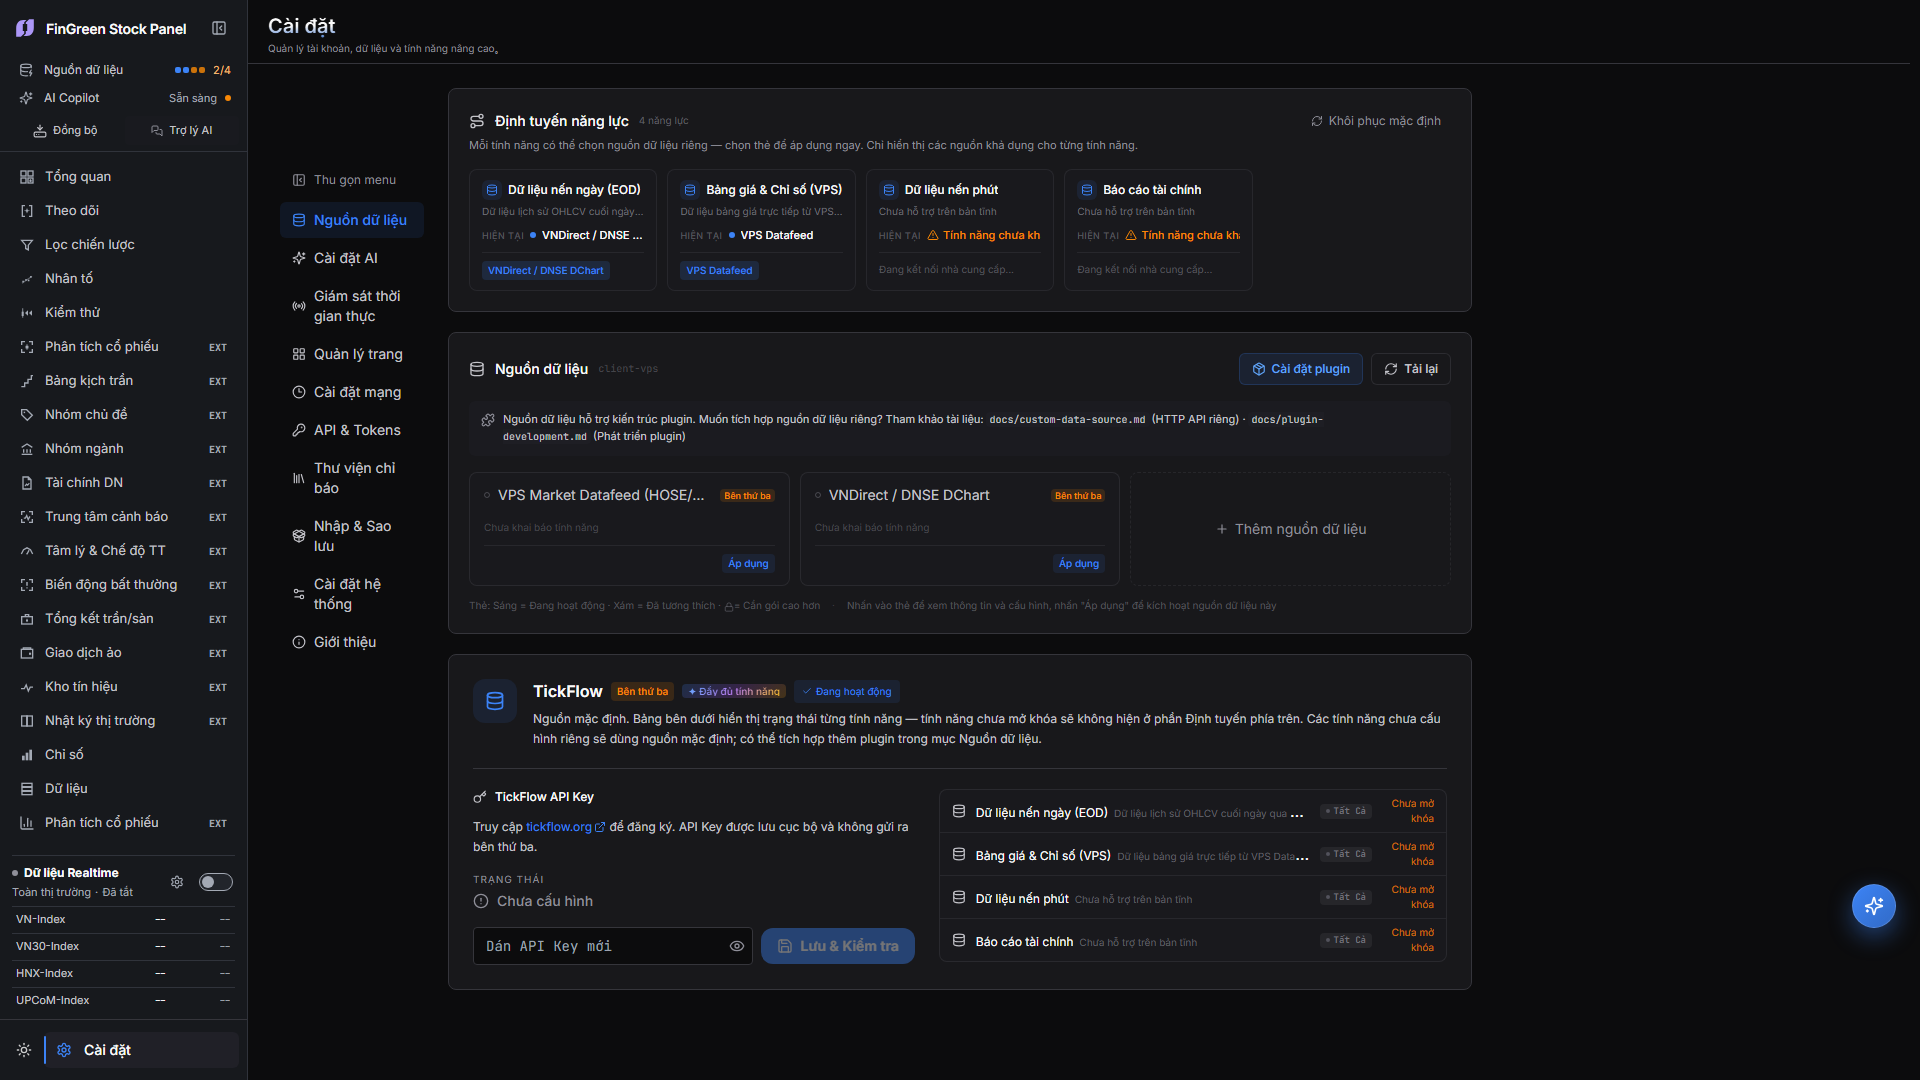 FinGreen Stock Panel
Nguồn dữ liệu 2/4
AI Copilot Sẵn sàng
Đồng bộ Trợ lý AI
Tổng quan
Theo dõi
Lọc chiến lược
Nhân tố
Kiểm thử
Phân tích cổ phiếu EXT
Bảng kịch trần EXT
Nhóm chủ đề EXT
Nhóm ngành EXT
Tài chính DN EXT
Trung tâm cảnh báo EXT
Tâm lý & Chế độ TT EXT
Biến động bất thường EXT
Tổng kết trần/sàn EXT
Giao dịch ảo EXT
Kho tín hiệu EXT
Nhật ký thị trường EXT
Chỉ số
Dữ liệu
Phân tích cổ phiếu EXT
Dữ liệu Realtime
Toàn thị trường · Đã tắt
VN-Index -- --
VN30-Index -- --
HNX-Index -- --
UPCoM-Index -- --
Cài đặt
Cài đặt
Quản lý tài khoản, dữ liệu và tính năng nâng cao.
Thu gọn menu
Nguồn dữ liệu
Cài đặt AI
Giám sát thời
gian thực
Quản lý trang
Cài đặt mạng
API & Tokens
Thư viện chỉ
báo
Nhập & Sao
lưu
Cài đặt hệ
thống
Giới thiệu
Định tuyến năng lực 4 năng lực
Khôi phục mặc định
Mỗi tính năng có thể chọn nguồn dữ liệu riêng — chọn thẻ để áp dụng ngay. Chỉ hiển thị các nguồn khả dụng cho từng tính năng.
Dữ liệu nến ngày (EOD)
Dữ liệu lịch sử OHLCV cuối ngày...
HIỆN TẠI VNDirect / DNSE ...
VNDirect / DNSE DChart
Bảng giá & Chỉ số (VPS)
Dữ liệu bảng giá trực tiếp từ VPS...
HIỆN TẠI VPS Datafeed
VPS Datafeed
Dữ liệu nến phút
Chưa hỗ trợ trên bản tĩnh
HIỆN TẠI Tính năng chưa kh
Đang kết nối nhà cung cấp...
Báo cáo tài chính
Chưa hỗ trợ trên bản tĩnh
HIỆN TẠI Tính năng chưa kh
Đang kết nối nhà cung cấp...
Nguồn dữ liệu client-vps
Cài đặt plugin Tải lại
Nguồn dữ liệu hỗ trợ kiến trúc plugin. Muốn tích hợp nguồn dữ liệu riêng? Tham khảo tài liệu: docs/custom-data-source.md (HTTP API riêng) · docs/plugin-
development.md (Phát triển plugin)
VPS Market Datafeed (HOSE/... Bên thứ ba
Chưa khai báo tính năng
Áp dụng
VNDirect / DNSE DChart Bên thứ ba
Chưa khai báo tính năng
Áp dụng
+ Thêm nguồn dữ liệu
Thẻ: Sáng = Đang hoạt động · Xám = Đã tương thích · = Cần gói cao hơn · Nhấn vào thẻ để xem thông tin và cấu hình, nhấn "Áp dụng" để kích hoạt nguồn dữ liệu này
TickFlow Bên thứ ba Đầy đủ tính năng Đang hoạt động
Nguồn mặc định. Bảng bên dưới hiển thị trạng thái từng tính năng — tính năng chưa mở khóa sẽ không hiện ở phần Định tuyến phía trên. Các tính năng chưa cấu
hình riêng sẽ dùng nguồn mặc định; có thể tích hợp thêm plugin trong mục Nguồn dữ liệu.
TickFlow API Key
Truy cập tickflow.org để đăng ký. API Key được lưu cục bộ và không gửi ra
bên thứ ba.
TRẠNG THÁI
Chưa cấu hình
Dán API Key mới
Lưu & Kiểm tra
Dữ liệu nến ngày (EOD) Dữ liệu lịch sử OHLCV cuối ngày qua ... Tất Cả Chưa mở
khóa
Bảng giá & Chỉ số (VPS) Dữ liệu bảng giá trực tiếp từ VPS Data... Tất Cả Chưa mở
khóa
Dữ liệu nến phút Chưa hỗ trợ trên bản tĩnh Tất Cả Chưa mở
khóa
Báo cáo tài chính Chưa hỗ trợ trên bản tĩnh Tất Cả Chưa mở
khóa